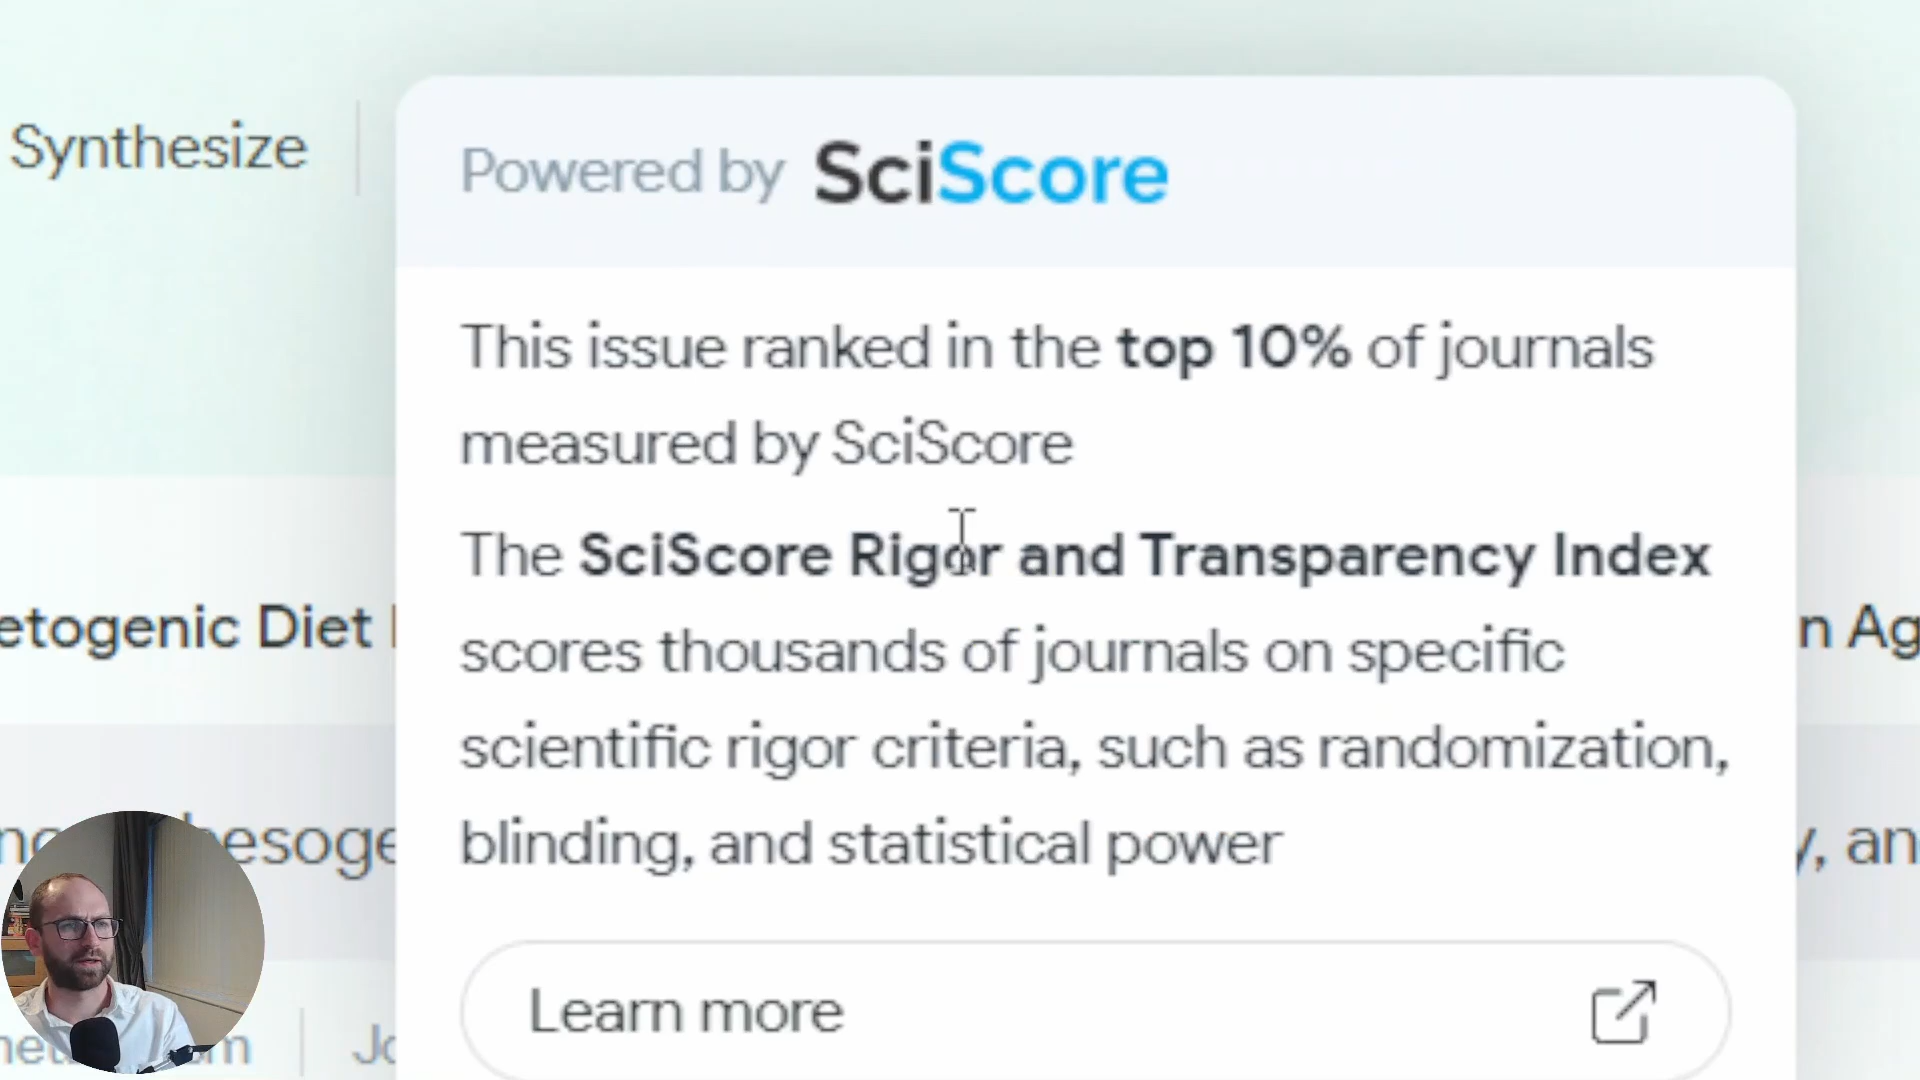 Synthesize
Powered by SciScore
This issue ranked in the top 10% of journals
measured by SciScore
The SciScore Rigor and Transparency Index
scores thousands of journals on specific
scientific rigor criteria, such as randomization,
blinding, and statistical power
Learn more
etogenic Diet
n Ag
esoge
y, an
Jo